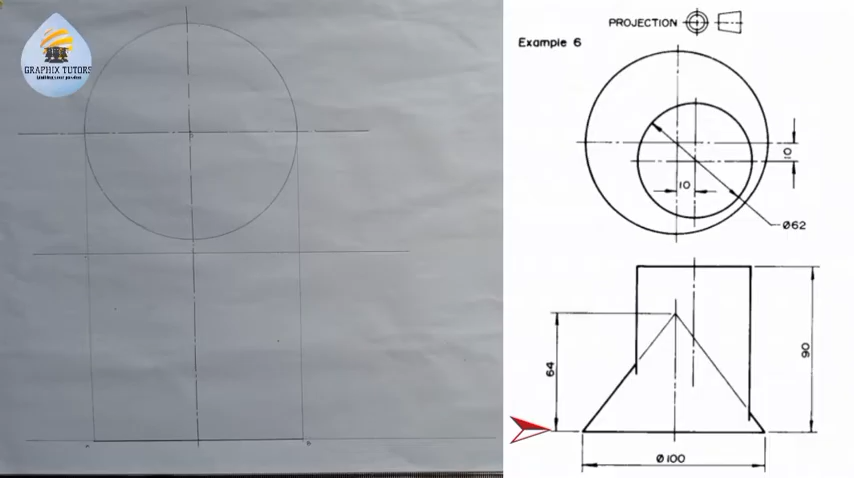 GRAPHIX TUTORS
PROJECTION
Example 6
10
10
Ø62
64
90
Ø100